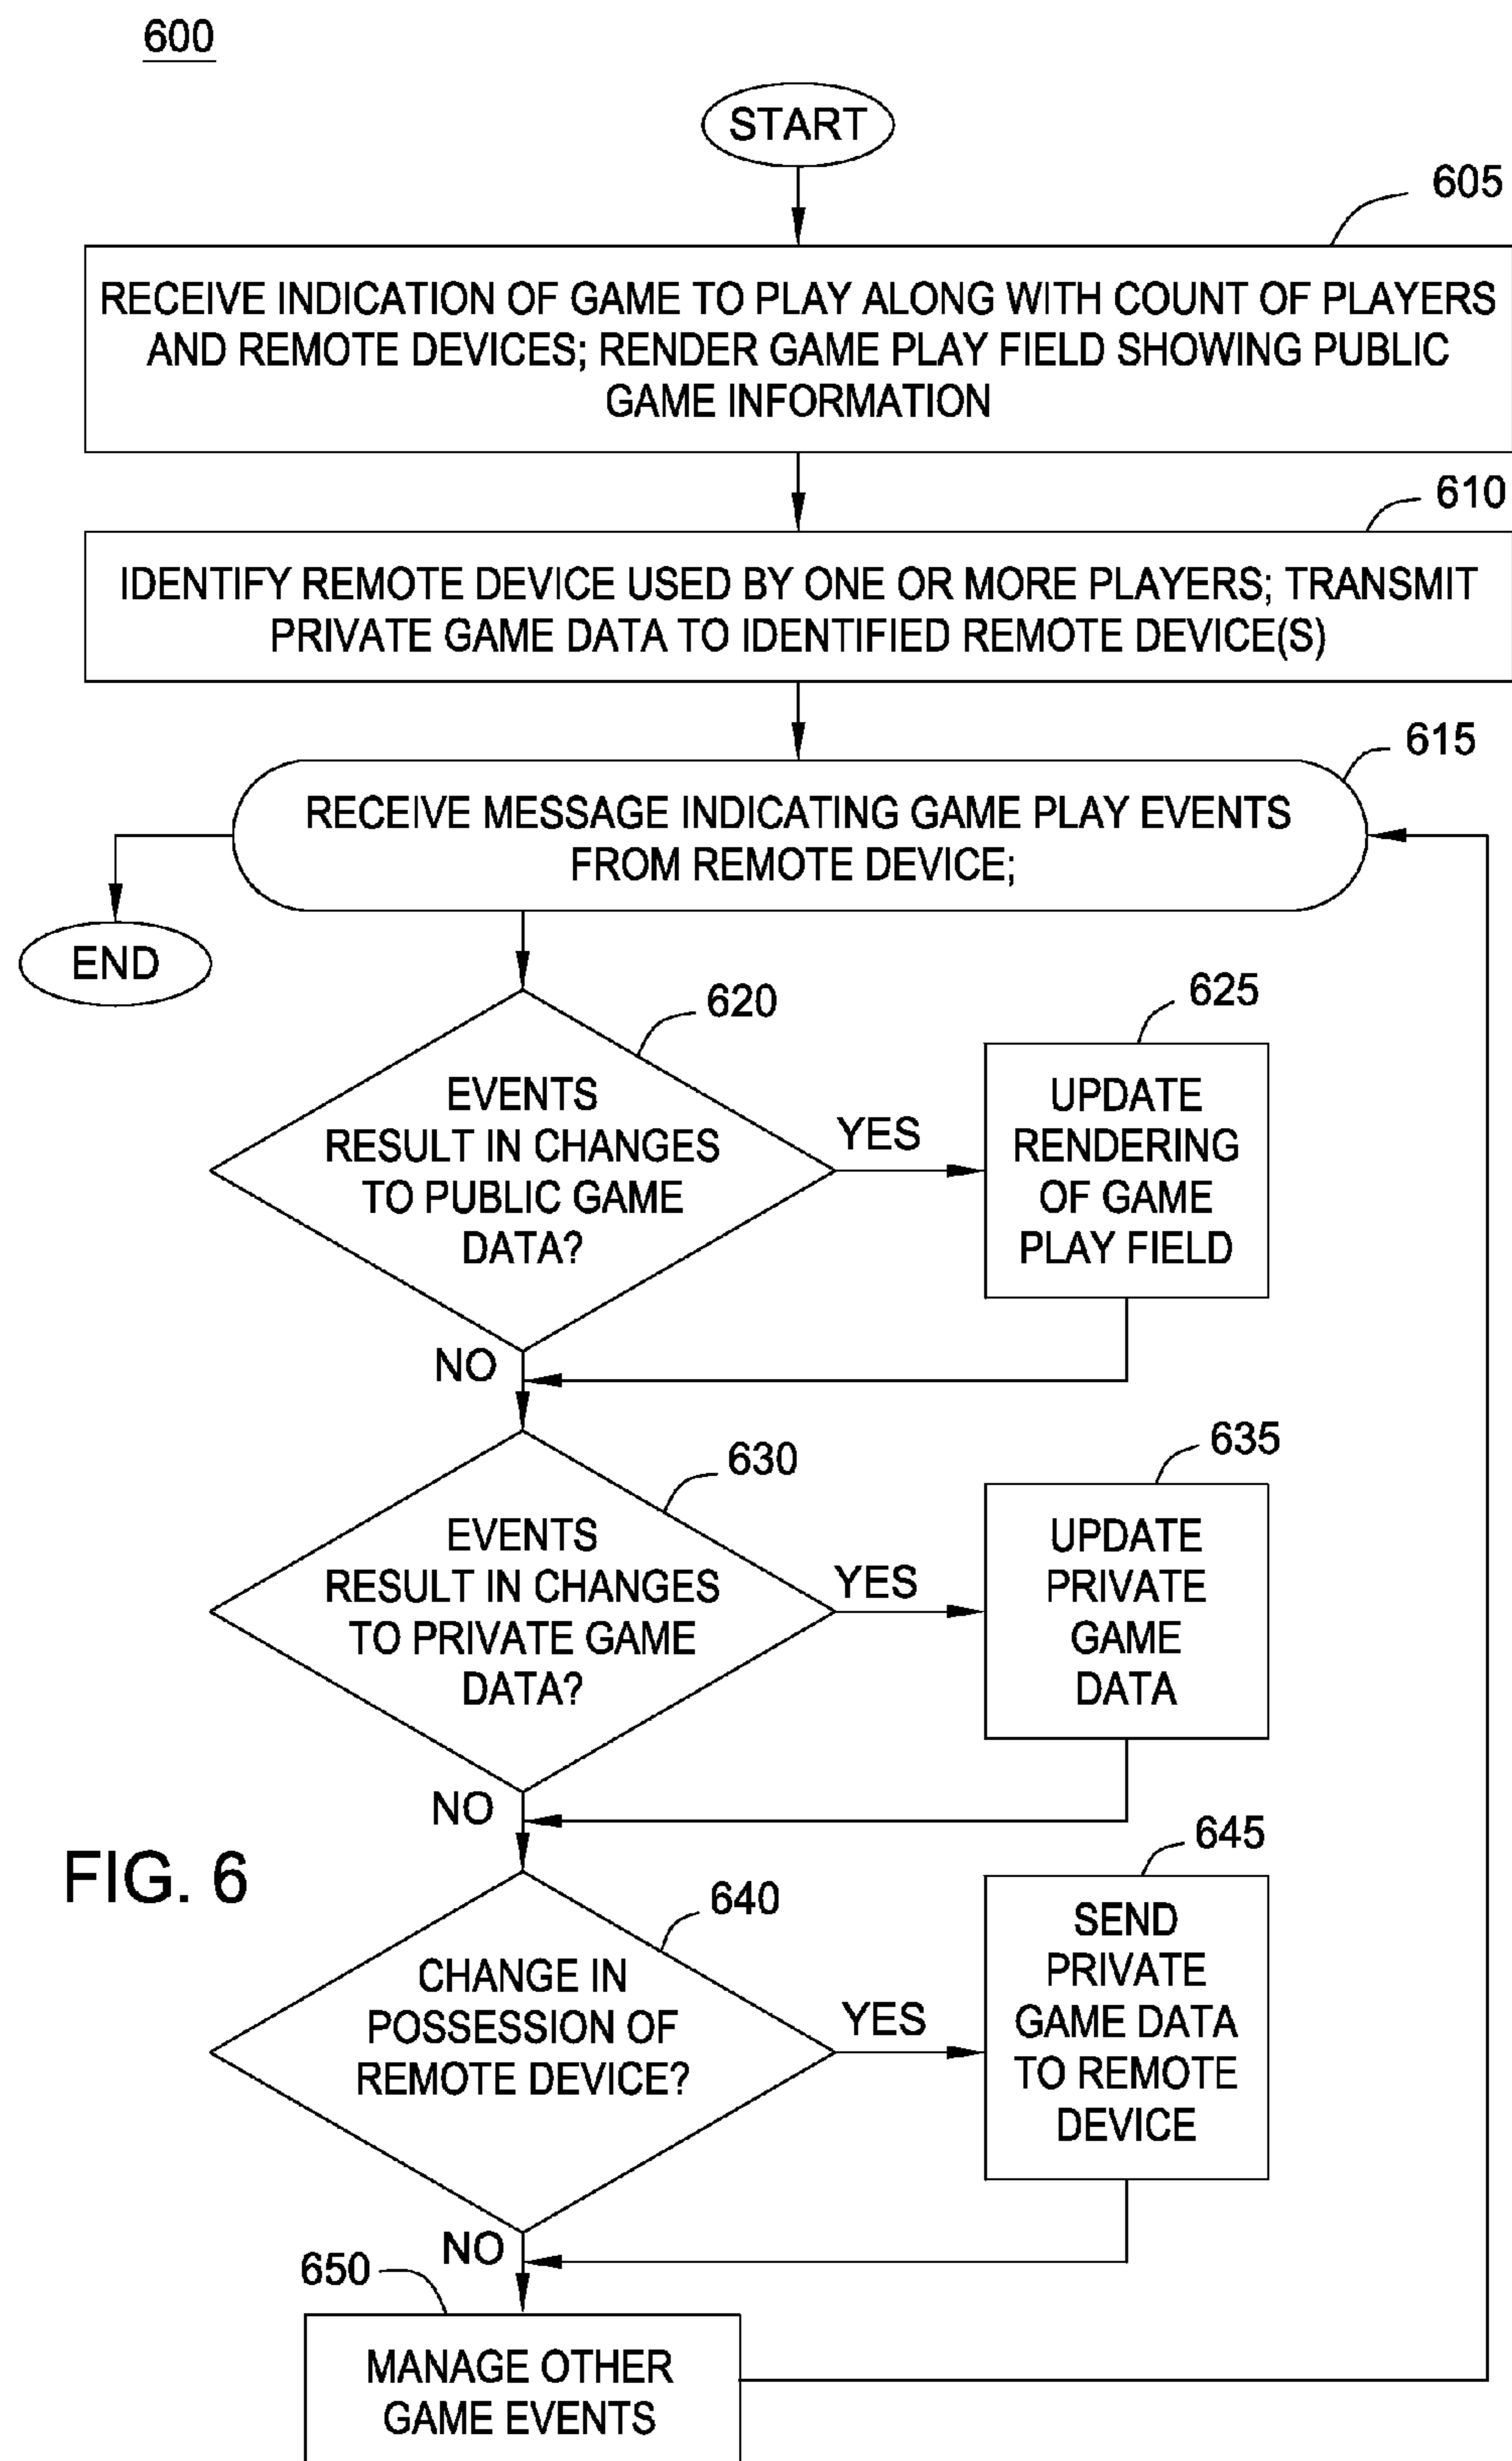 600
START
605
RECEIVE INDICATION OF GAME TO PLAY ALONG WITH COUNT OF PLAYERS
AND REMOTE DEVICES; RENDER GAME PLAY FIELD SHOWING PUBLIC
GAME INFORMATION
610
IDENTIFY REMOTE DEVICE USED BY ONE OR MORE PLAYERS; TRANSMIT
PRIVATE GAME DATA TO IDENTIFIED REMOTE DEVICE(S)
615
RECEIVE MESSAGE INDICATING GAME PLAY EVENTS
FROM REMOTE DEVICE;
END
620
EVENTS
RESULT IN CHANGES
TO PUBLIC GAME
DATA?
YES
625
UPDATE
RENDERING
OF GAME
PLAY FIELD
NO
630
EVENTS
RESULT IN CHANGES
TO PRIVATE GAME
DATA?
YES
635
UPDATE
PRIVATE
GAME
DATA
NO
FIG. 6
640
CHANGE IN
POSSESSION OF
REMOTE DEVICE?
YES
645
SEND
PRIVATE
GAME DATA
TO REMOTE
DEVICE
NO
650
MANAGE OTHER
GAME EVENTS